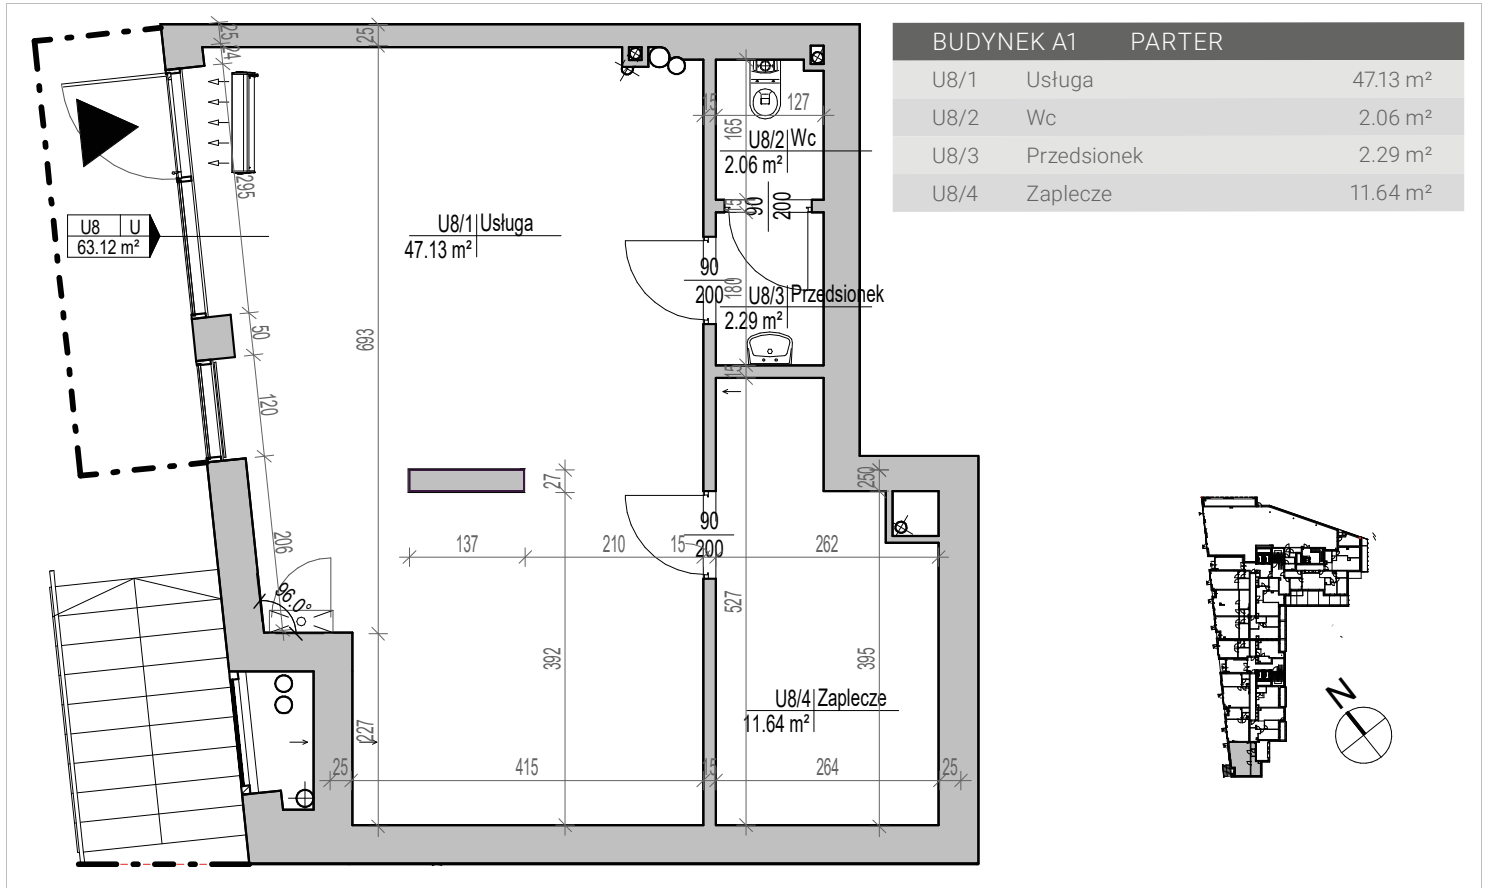 BUDYNEK A1 PARTER
U8/1 Usługa 47.13 m²
U8/2 Wc 2.06 m²
U8/3 Przedsionek 2.29 m²
U8/4 Zaplecze 11.64 m²
25
24
25
15
127
165
U8/2 Wc
2.06 m²
295
15
90
200
U8 U
63.12 m²
U8/1 Usługa
47.13 m²
90
200
180
U8/3 Przedsionek
2.29 m²
50
693
15
120
27
250
90
200
206
137
210
15
262
96.0°
527
392
395
N
U8/4 Zaplecze
11.64 m²
227
25
415
15
264
25